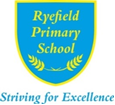 Ryefield
Primary
School
Striving for Excellence